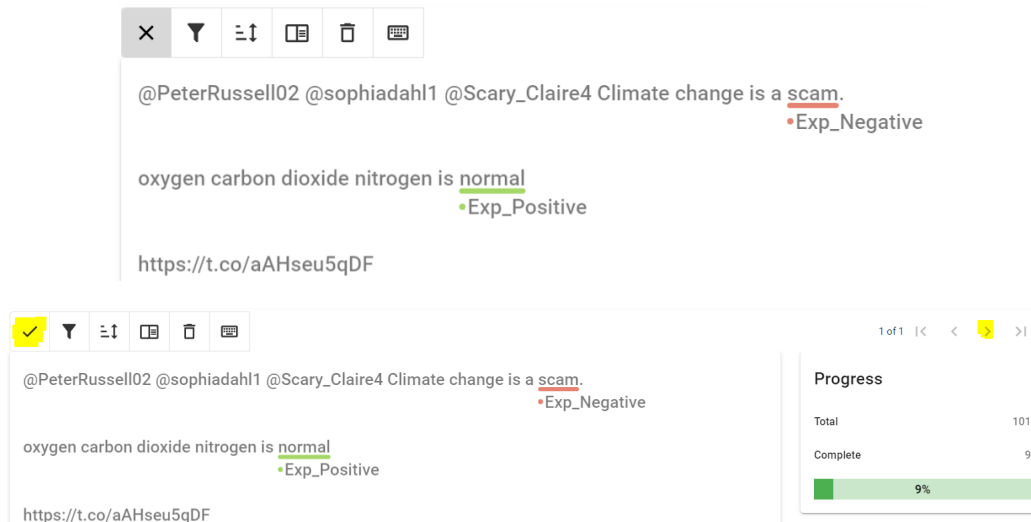 @PeterRussell02 @sophiadahl1 @Scary_Claire4 Climate change is a scam.
•Exp_Negative
oxygen carbon dioxide nitrogen is normal
•Exp_Positive
https://t.co/aAHseu5qDF
1 of 1
@PeterRussell02 @sophiadahl1 @Scary_Claire4 Climate change is a scam.
•Exp_Negative
oxygen carbon dioxide nitrogen is normal
•Exp_Positive
https://t.co/aAHseu5qDF
Progress
Total 101
Complete 9
9%